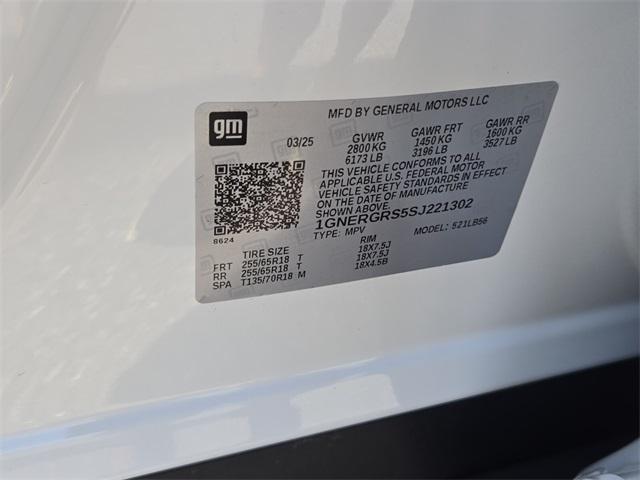 MFD BY GENERAL MOTORS LLC
gm
03/25 GVWR GAWR FRT GAWR RR
2800 KG 1450 KG 1600 KG
6173 LB 3196 LB 3527 LB
THIS VEHICLE CONFORMS TO ALL
APPLICABLE U.S. FEDERAL MOTOR
VEHICLE SAFETY STANDARDS IN EFFECT
ON THE DATE OF MANUFACTURE
SHOWN ABOVE.
1GNERGRS5SJ221302
8624
TYPE: MPV MODEL: 521LB56
TIRE SIZE RIM
FRT 255/65R18 T 18X7.5J
RR 255/65R18 T 18X7.5J
SPA T135/70R18 M 18X4.5B